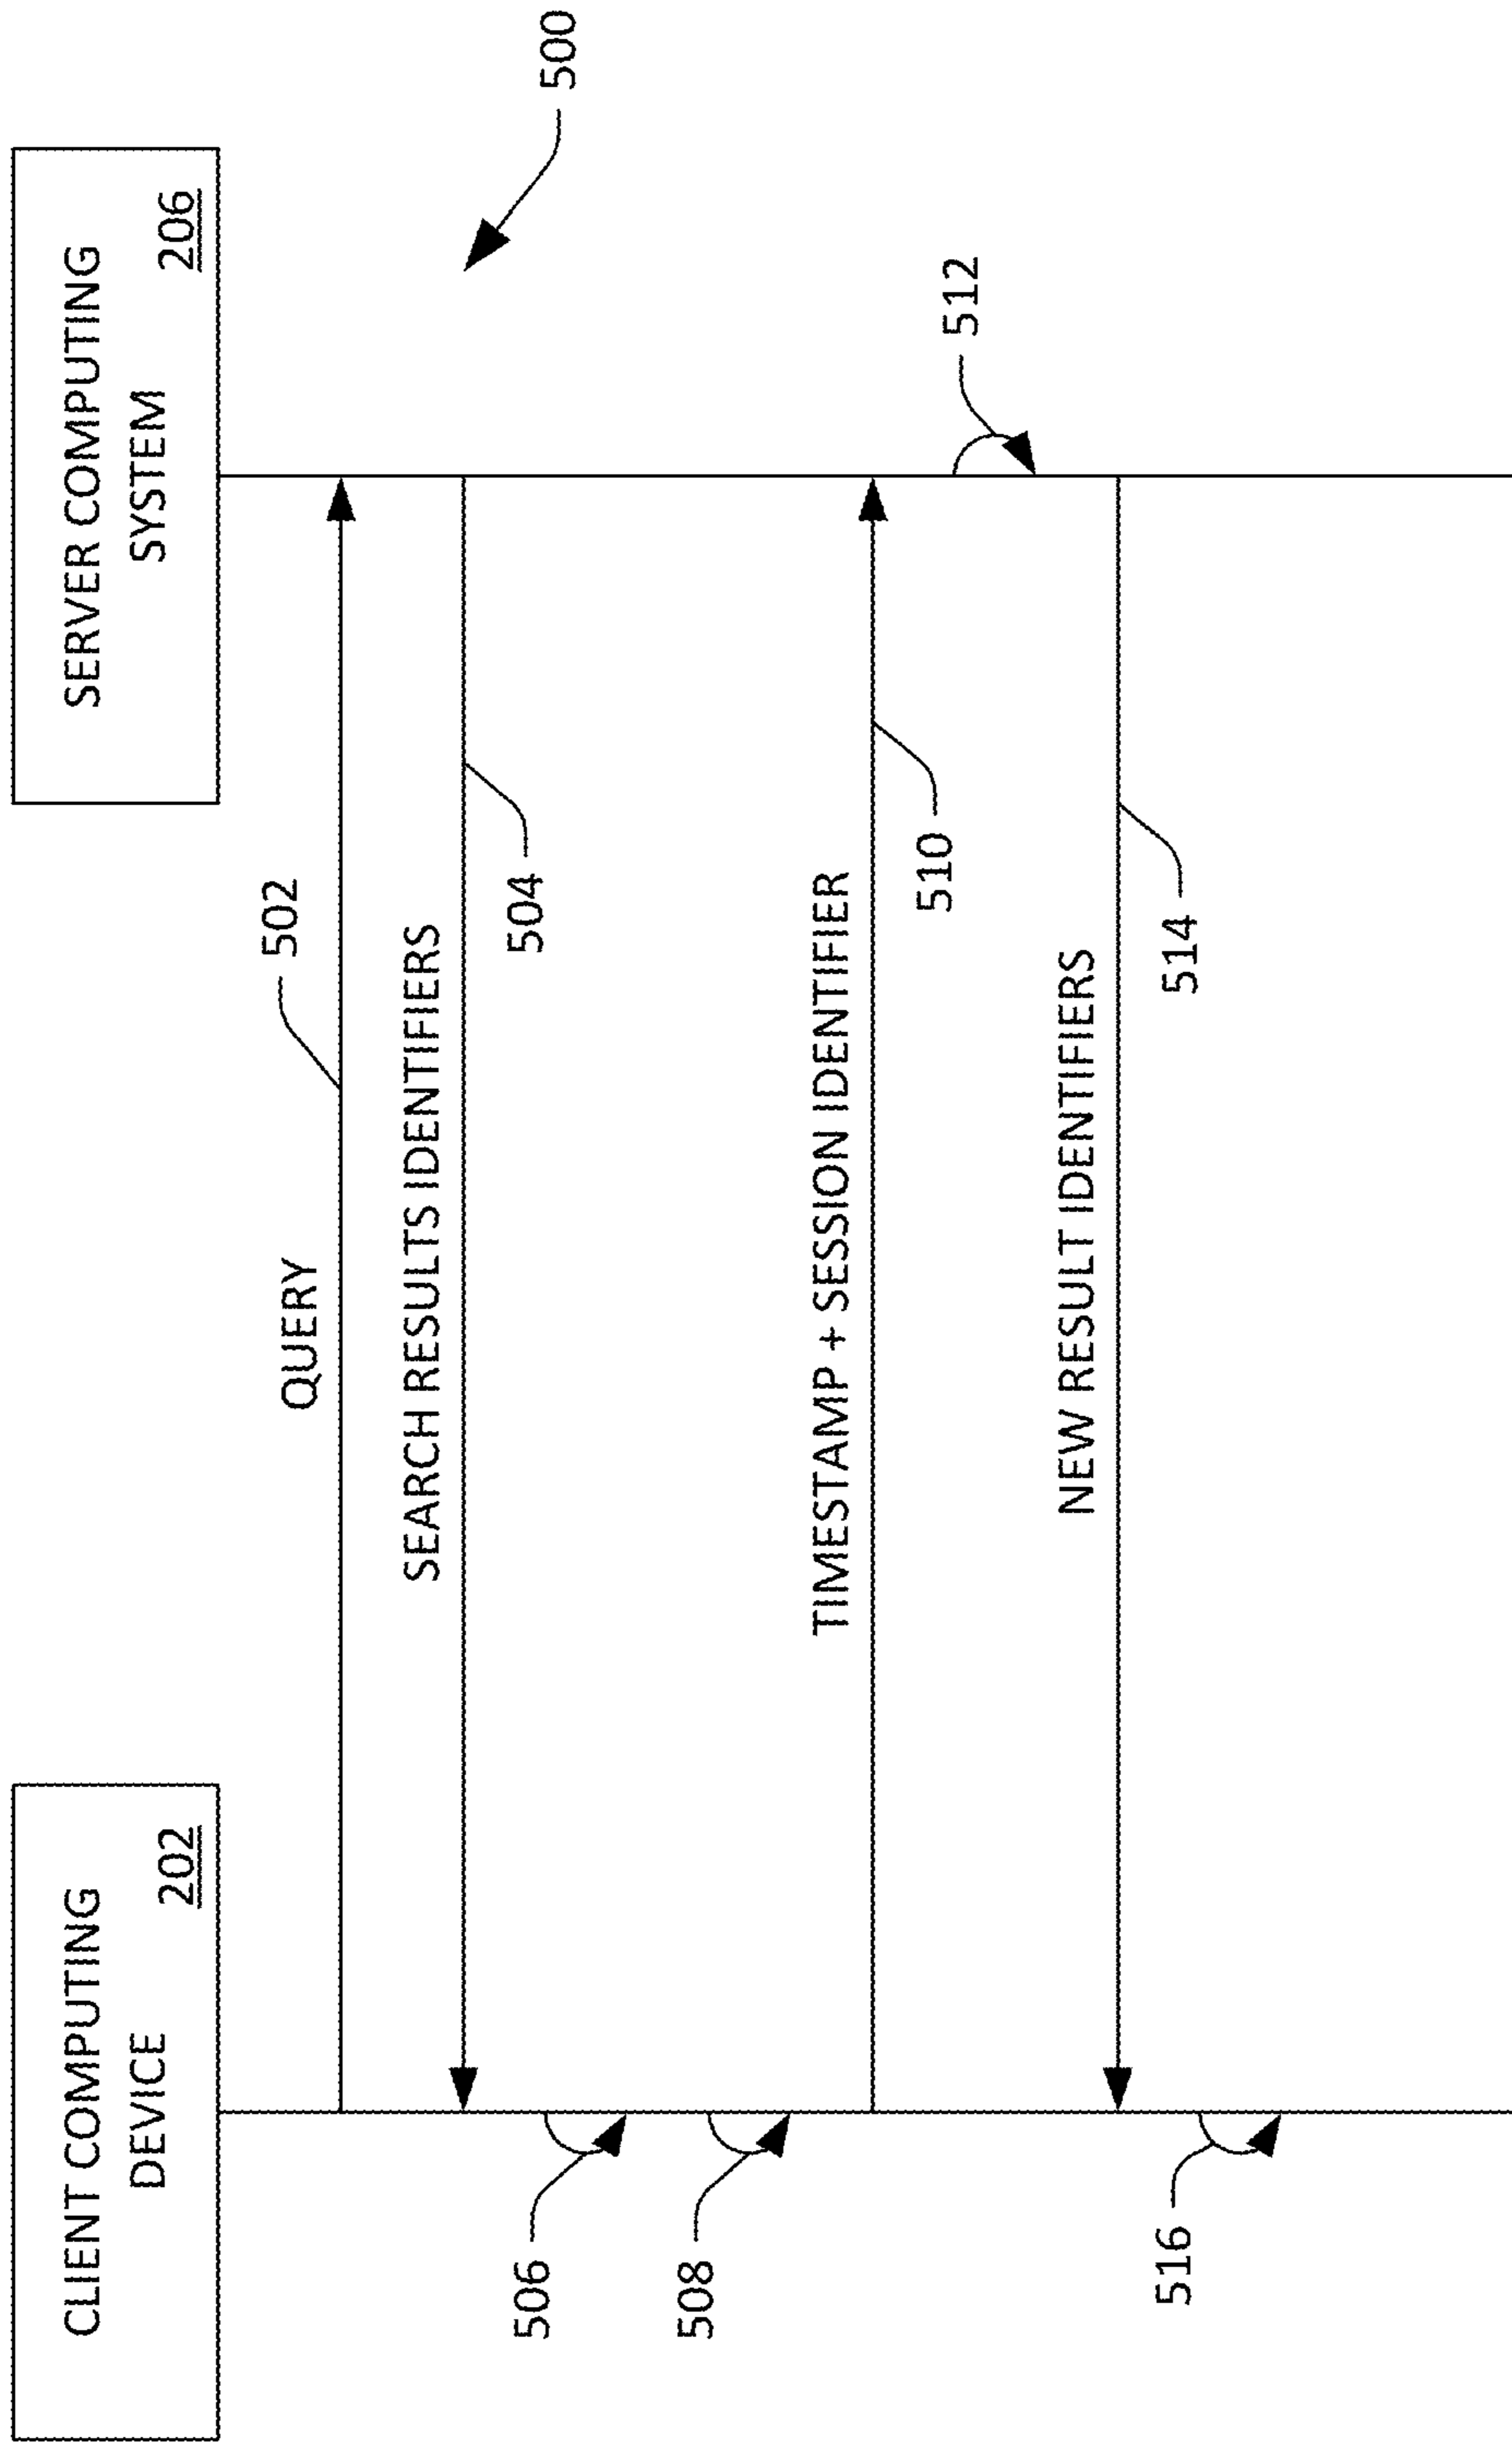 CLIENT COMPUTING
DEVICE
202
SERVER COMPUTING
SYSTEM
206
502
QUERY
SEARCH RESULTS IDENTIFIERS
504
500
506
508
TIMESTAMP + SESSION IDENTIFIER
510
512
NEW RESULT IDENTIFIERS
514
516